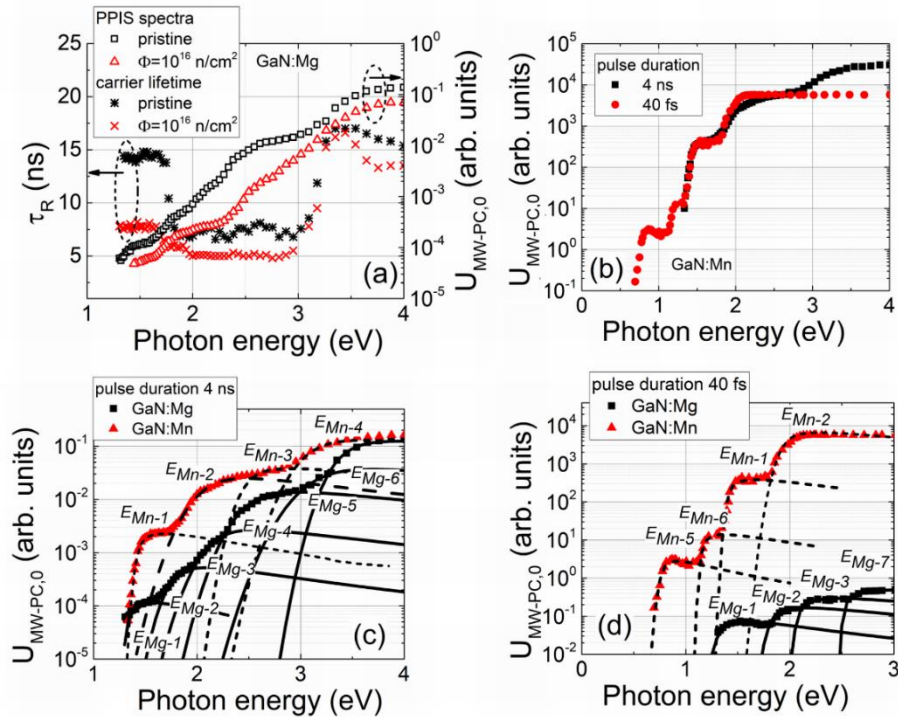 PPIS spectra
pristine
Φ=10¹⁶ n/cm²
carrier lifetime
pristine
Φ=10¹⁶ n/cm²
GaN:Mg
25
20
15
10
5
τR (ns)
10⁰
10⁻¹
10⁻²
10⁻³
10⁻⁴
10⁻⁵
UMW-PC,0 (arb. units)
(a)
1 2 3 4
Photon energy (eV)
pulse duration
4 ns
40 fs
10⁵
10⁴
10³
10²
10¹
10⁰
10⁻¹
UMW-PC,0 (arb. units)
GaN:Mn
(b)
0 1 2 3 4
Photon energy (eV)
pulse duration 4 ns
GaN:Mg
GaN:Mn
10⁻¹
10⁻²
10⁻³
10⁻⁴
10⁻⁵
UMW-PC,0 (arb. units)
EMn-4
EMn-3
EMn-2
EMn-1
EMg-6
EMg-5
EMg-4
EMg-3
EMg-2
EMg-1
(c)
1 2 3 4
Photon energy (eV)
pulse duration 40 fs
GaN:Mg
GaN:Mn
10⁴
10³
10²
10¹
10⁰
10⁻¹
10⁻²
UMW-PC,0 (arb. units)
EMn-2
EMn-1
EMn-6
EMn-5
EMg-7
EMg-3
EMg-2
EMg-1
(d)
0 1 2 3
Photon energy (eV)